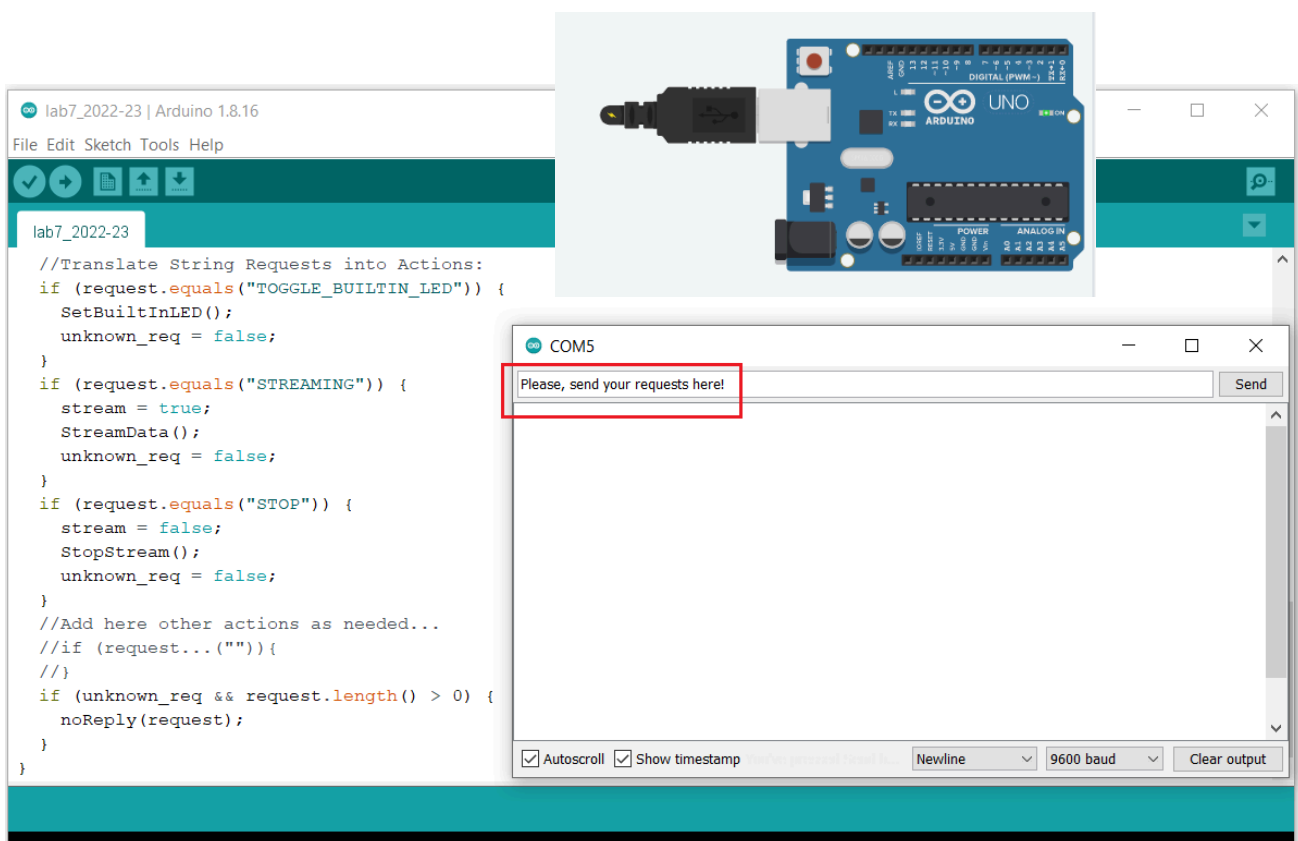 lab7_2022-23 | Arduino 1.8.16
File Edit Sketch Tools Help
lab7_2022-23
//Translate String Requests into Actions:
if (request.equals("TOGGLE_BUILTIN_LED")) {
SetBuiltInLED();
unknown_req = false;
}
if (request.equals("STREAMING")) {
stream = true;
StreamData();
unknown_req = false;
}
if (request.equals("STOP")) {
stream = false;
StopStream();
unknown_req = false;
}
//Add here other actions as needed...
//if (request...("")){
//}
if (unknown_req && request.length() > 0) {
noReply(request);
}
}
AREF
GND
13
12
~11
~10
~9
8
7
~6
~5
4
~3
2
TX→1
RX←0
DIGITAL (PWM~)
L
TX
RX
UNO
ARDUINO
ON
IOREF
RESET
3.3V
5V
GND
GND
Vin
POWER
ANALOG IN
A0
A1
A2
A3
A4
A5
COM5
Please, send your requests here!
Send
Autoscroll Show timestamp
Newline
9600 baud
Clear output